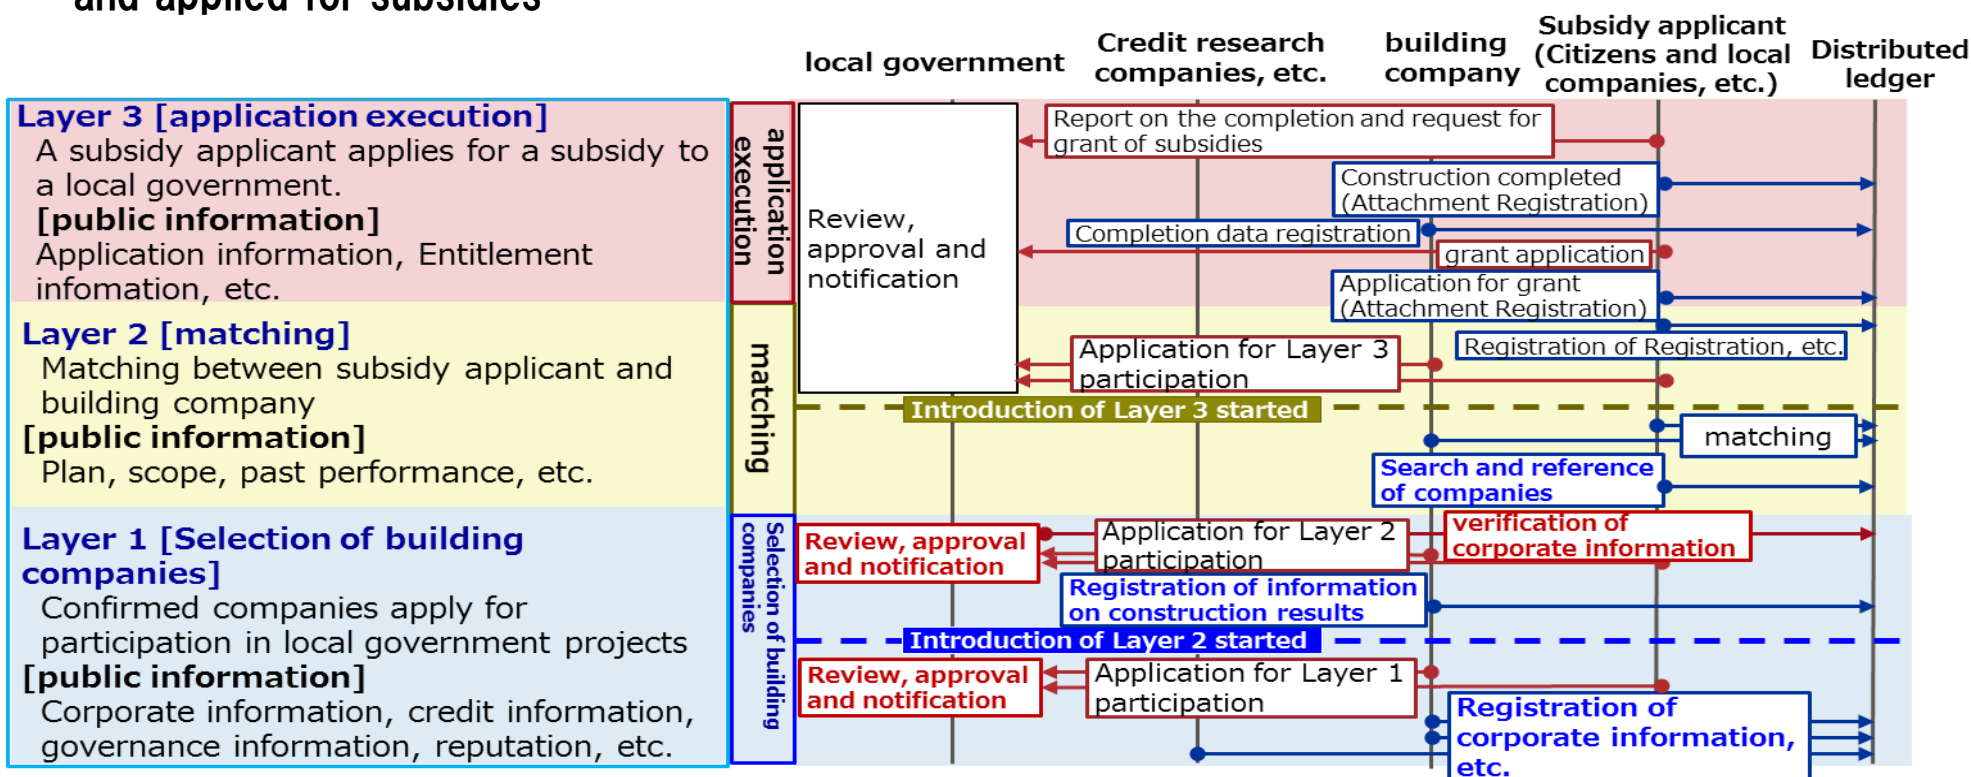 and applied for subsidies
local government
Credit research
companies, etc.
building
company
Subsidy applicant
(Citizens and local
companies, etc.)
Distributed
ledger
Layer 3 [application execution]
A subsidy applicant applies for a subsidy to
a local government.
[public information]
Application information, Entitlement
infomation, etc.
application
execution
Review,
approval and
notification
Report on the completion and request for
grant of subsidies
Construction completed
(Attachment Registration)
Completion data registration
grant application
Application for grant
(Attachment Registration)
Layer 2 [matching]
Matching between subsidy applicant and
building company
[public information]
Plan, scope, past performance, etc.
matching
Registration of Registration, etc.
Application for Layer 3
participation
Introduction of Layer 3 started
matching
Search and reference
of companies
Layer 1 [Selection of building
companies]
Confirmed companies apply for
participation in local government projects
[public information]
Corporate information, credit information,
governance information, reputation, etc.
Selection of building
companies
Review, approval
and notification
Application for Layer 2
participation
verification of
corporate information
Registration of information
on construction results
Introduction of Layer 2 started
Review, approval
and notification
Application for Layer 1
participation
Registration of
corporate information,
etc.